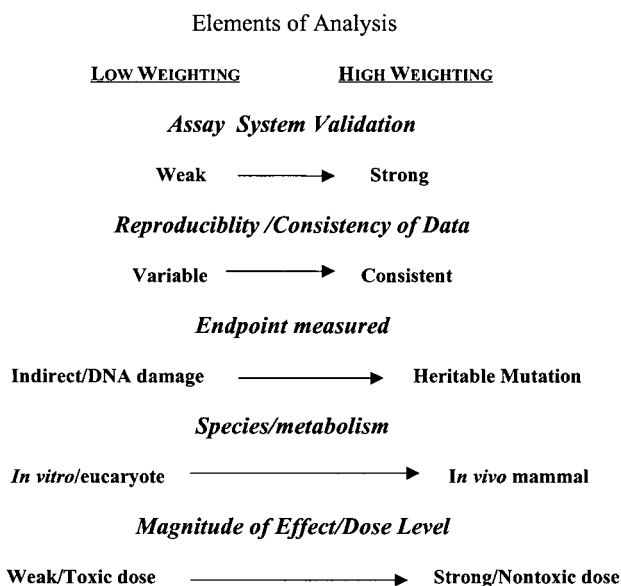 Elements of Analysis
LOW WEIGHTING HIGH WEIGHTING
Assay System Validation
Weak Strong
Reproduciblity /Consistency of Data
Variable Consistent
Endpoint measured
Indirect/DNA damage Heritable Mutation
Species/metabolism
In vitro/eucaryote In vivo mammal
Magnitude of Effect/Dose Level
Weak/Toxic dose Strong/Nontoxic dose